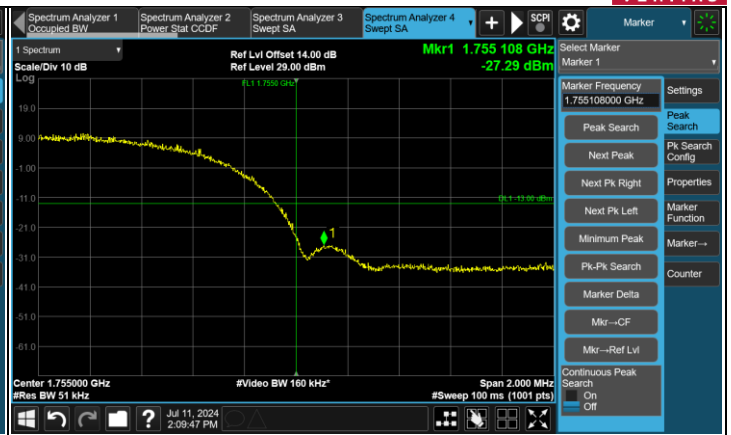 Spectrum Analyzer 1
Occupied BW
Spectrum Analyzer 2
Power Stat CCDF
Spectrum Analyzer 3
Swept SA
Spectrum Analyzer 4
Swept SA
SCPI
Marker
1 Spectrum
Scale/Div 10 dB
Log
Ref Lvl Offset 14.00 dB
Ref Level 29.00 dBm
Mkr1 1.755 108 GHz
-27.29 dBm
FL1 1.7550 GHz
19.0
9.00
-1.00
-11.0
-21.0
-31.0
-41.0
-51.0
-61.0
DL1 -13.00 dBm
1
Center 1.755000 GHz
#Res BW 51 kHz
#Video BW 160 kHz*
Span 2.000 MHz
#Sweep 100 ms (1001 pts)
Select Marker
Marker 1
Marker Frequency
1.755108000 GHz
Peak Search
Next Peak
Next Pk Right
Next Pk Left
Minimum Peak
Pk-Pk Search
Marker Delta
Mkr→CF
Mkr→Ref Lvl
Continuous Peak
Search
On
Off
Settings
Peak
Search
Pk Search
Config
Properties
Marker
Function
Marker→
Counter
?
Jul 11, 2024
2:09:47 PM